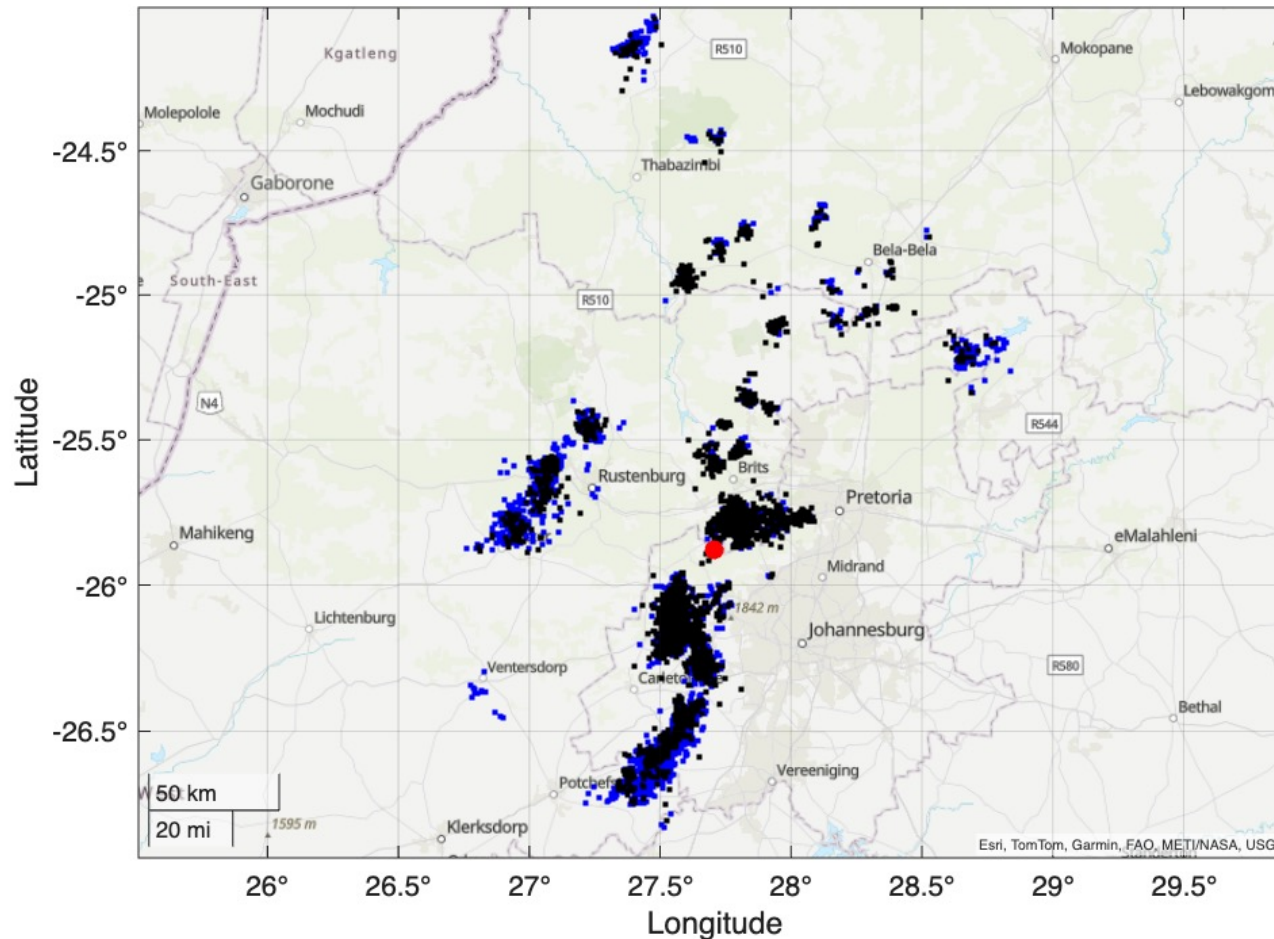 Kgatleng
R510
Mokopane
Molepolole
Mochudi
Lebowakgom
-24.5°
Thabazimbi
Gaborone
Bela-Bela
South-East
-25°
R510
N4
R544
-25.5°
Rustenburg
Brits
Pretoria
Mahikeng
eMalahleni
Latitude
-26°
Midrand
1842 m
Lichtenburg
Johannesburg
Ventersdorp
R580
-26.5°
Bethal
Vereeniging
50 km
20 mi
1595 m
Klerksdorp
Esri, TomTom, Garmin, FAO, METI/NASA, USG
26°
26.5°
27°
27.5°
28°
28.5°
29°
29.5°
Longitude